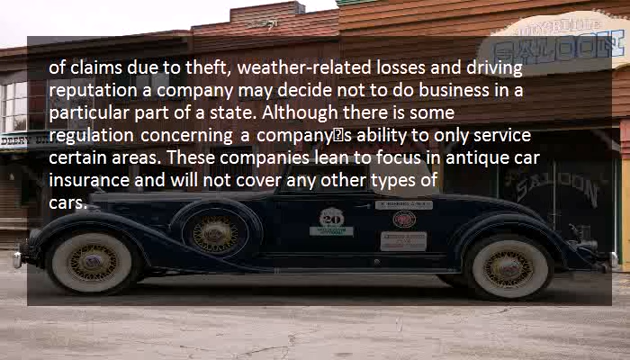 of claims due to theft, weather-related losses and driving
reputation a company may decide not to do business in a
particular part of a state. Although there is some
regulation concerning a company�s ability to only service
certain areas. These companies lean to focus in antique car
insurance and will not cover any other types of
cars.
SALOON
SALOON
20